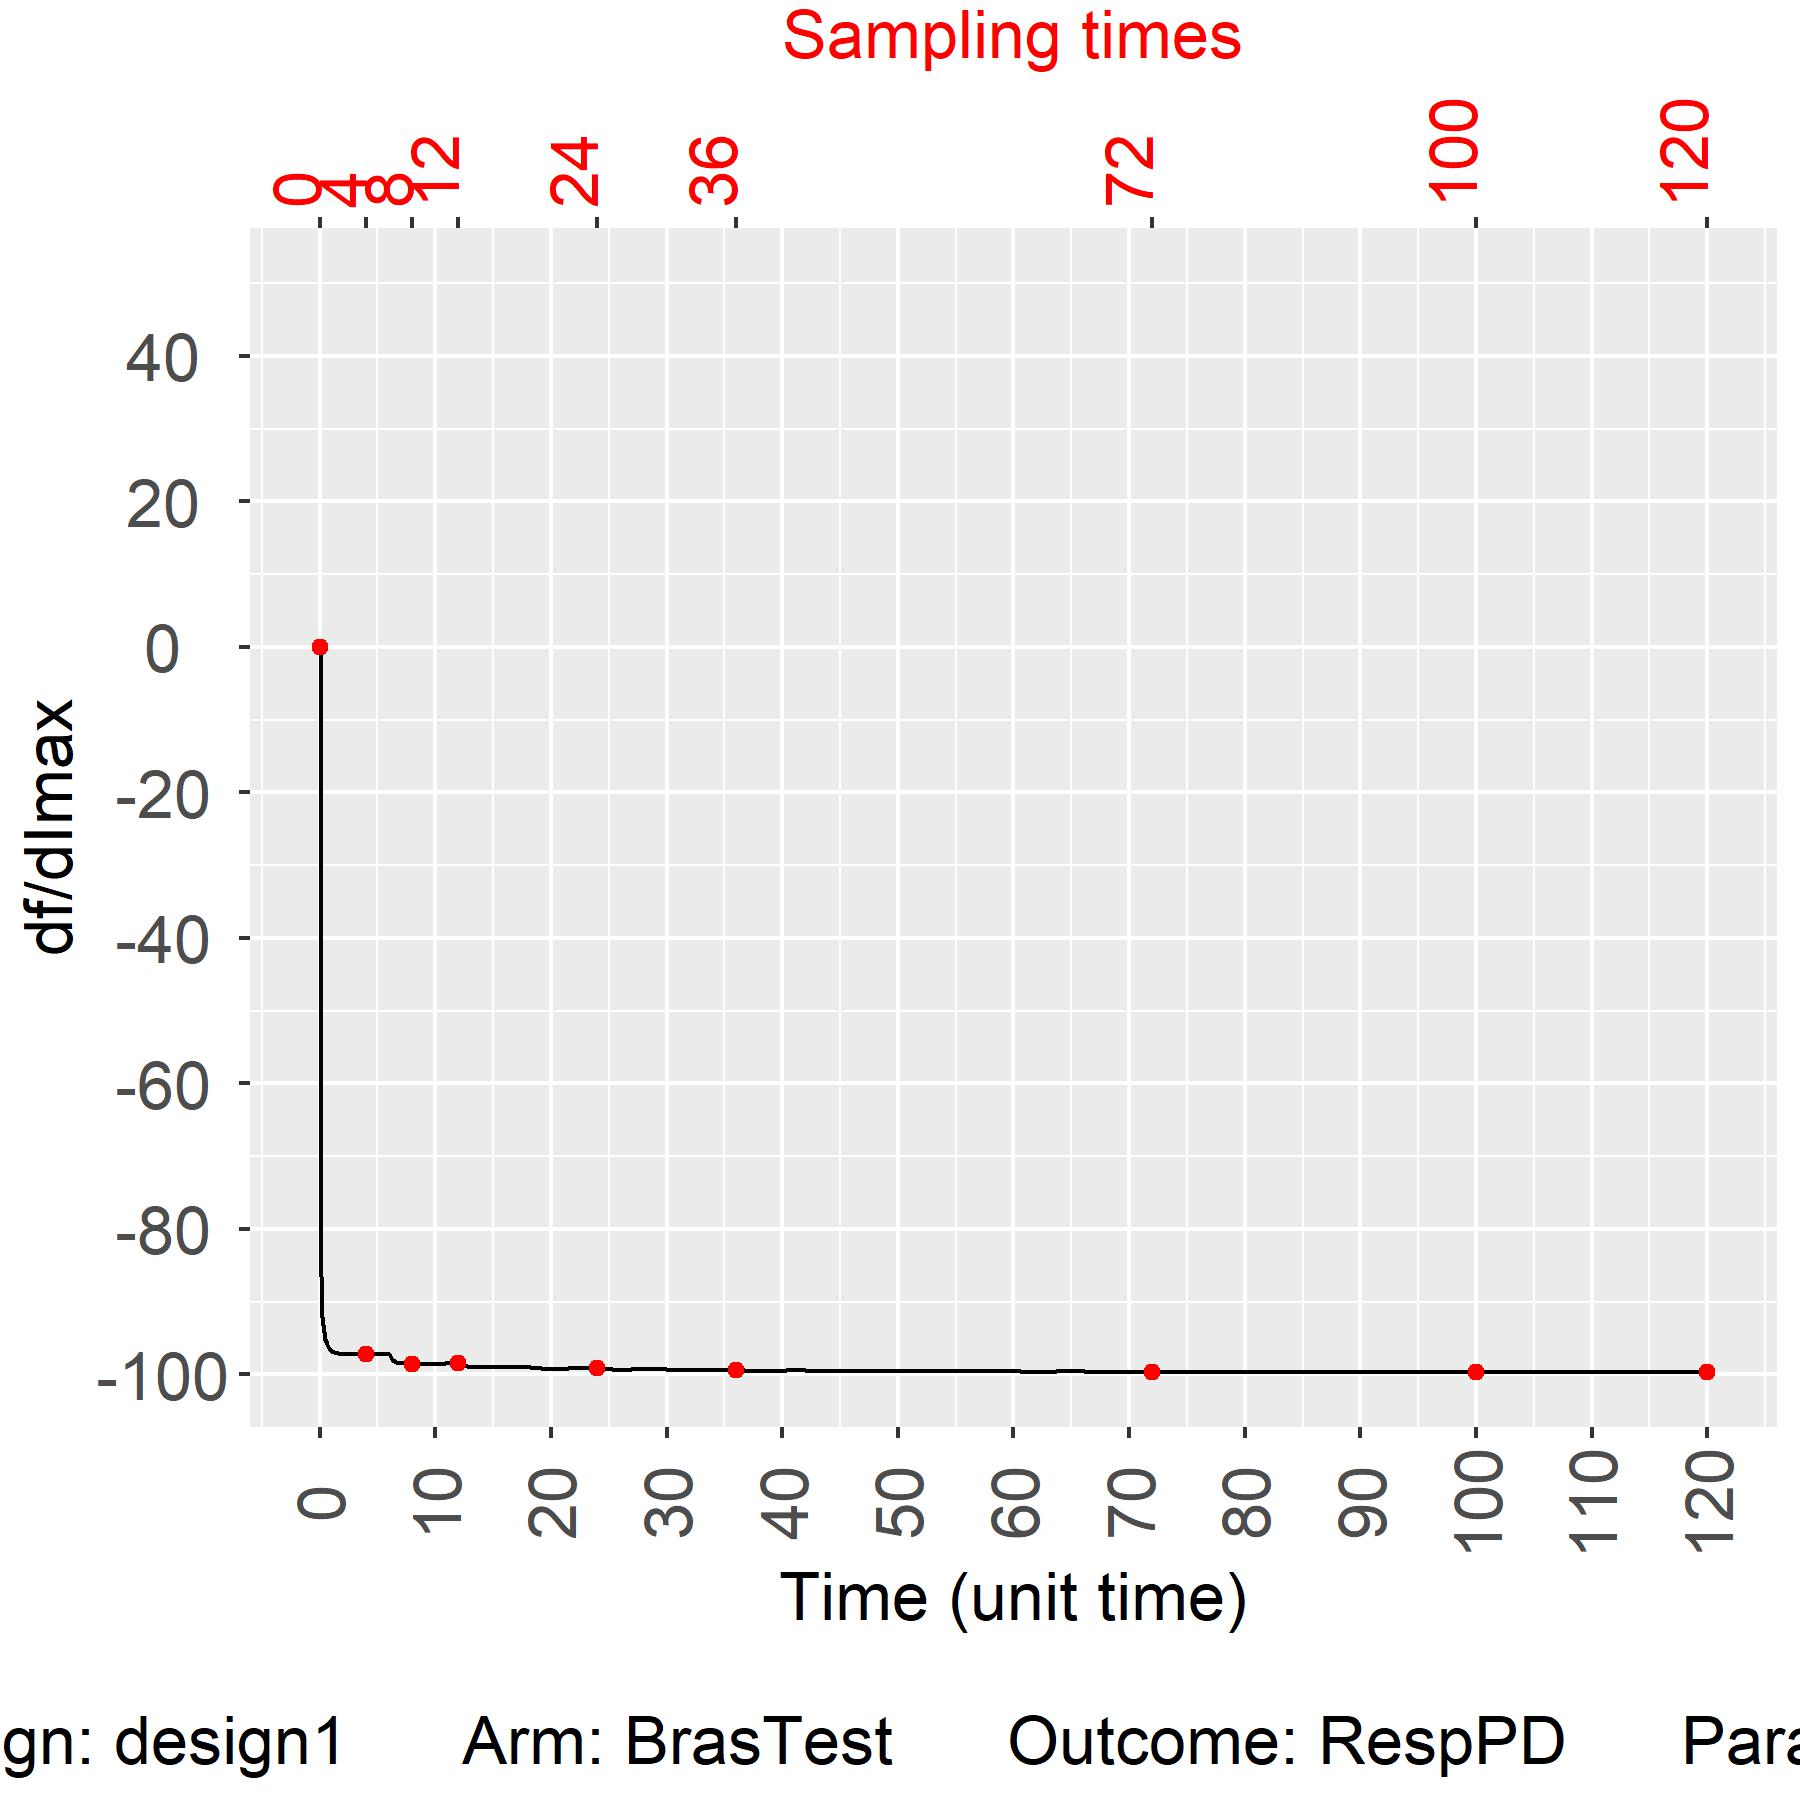 Sampling times
0 4 8 12 24 36 72 100 120
40
20
0
-20
-40
-60
-80
-100
df/dImax
0 10 20 30 40 50 60 70 80 90 100 110 120
Time (unit time)
gn: design1 Arm: BrasTest Outcome: RespPD Para